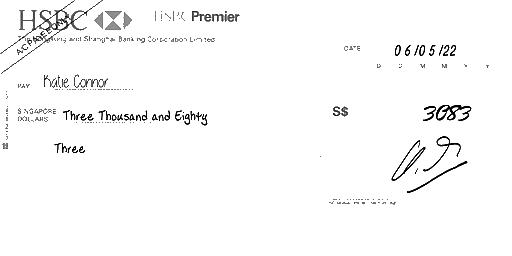 HSBC HSBC Premier
The Hongkong and Shanghai Banking Corporation Limited
A/C PAYEE ONLY
DATE 06/05/22
D D M M Y Y
PAY Katie Connor
SINGAPORE DOLLARS Three Thousand and Eighty
S$ 3083
Three